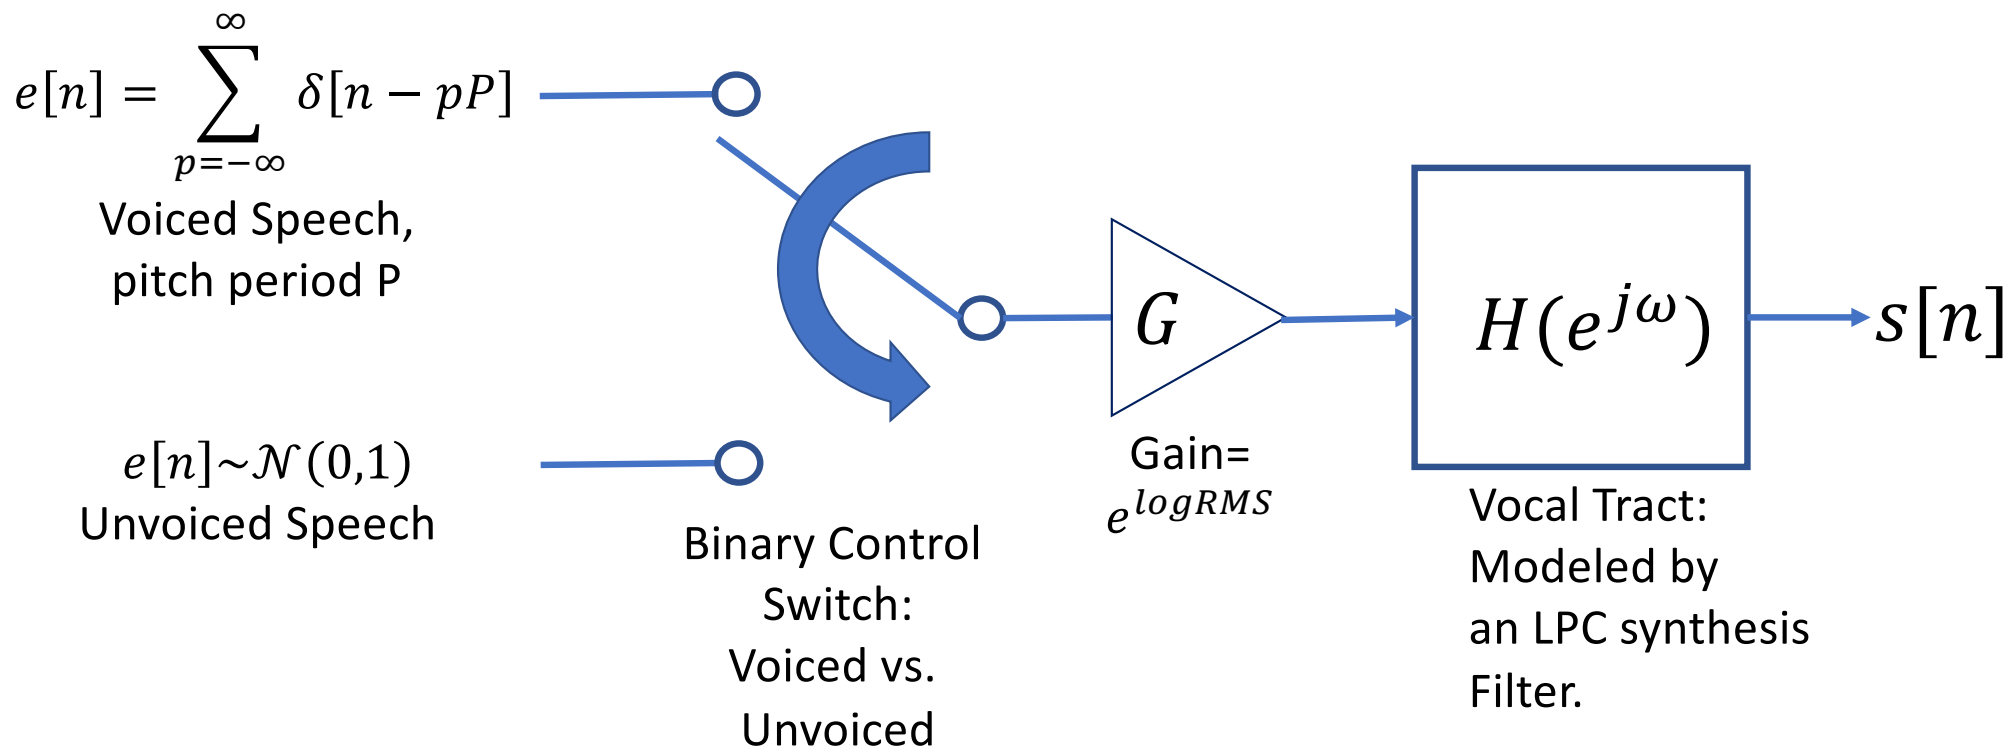 e[n] = ∑_{p=−∞}^{∞} δ[n − pP]
Voiced Speech,
pitch period P
e[n]~𝒩(0,1)
Unvoiced Speech
Binary Control
Switch:
Voiced vs.
Unvoiced
G
Gain=
e^{logRMS}
H(e^{jω})
Vocal Tract:
Modeled by
an LPC synthesis
Filter.
s[n]